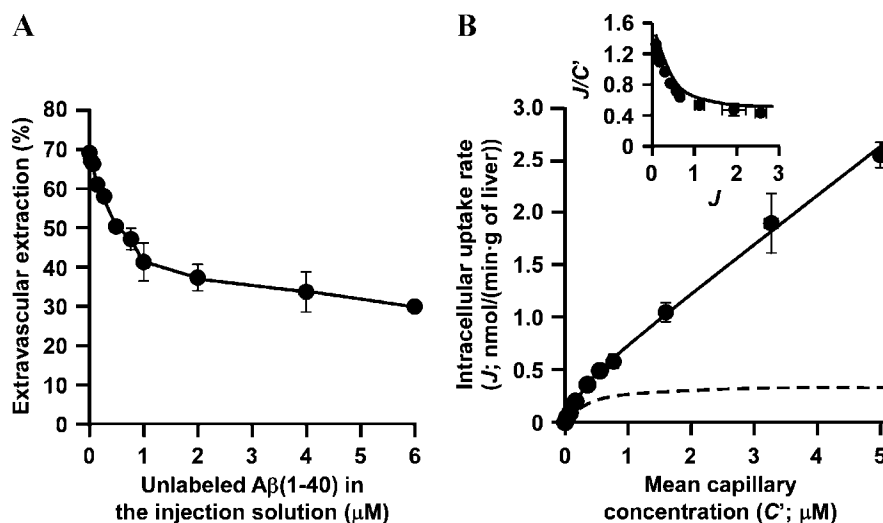 A
Extravascular extraction (%)
80
70
60
50
40
30
20
10
0
0 1 2 3 4 5 6
Unlabeled Aβ(1-40) in
the injection solution (μM)
B
J/C'
1.6
1.2
0.8
0.4
0
0 1 2 3
J
Intracellular uptake rate
(J; nmol/(min·g of liver))
3.0
2.5
2.0
1.5
1.0
0.5
0
0 1 2 3 4 5
Mean capillary
concentration (C'; μM)